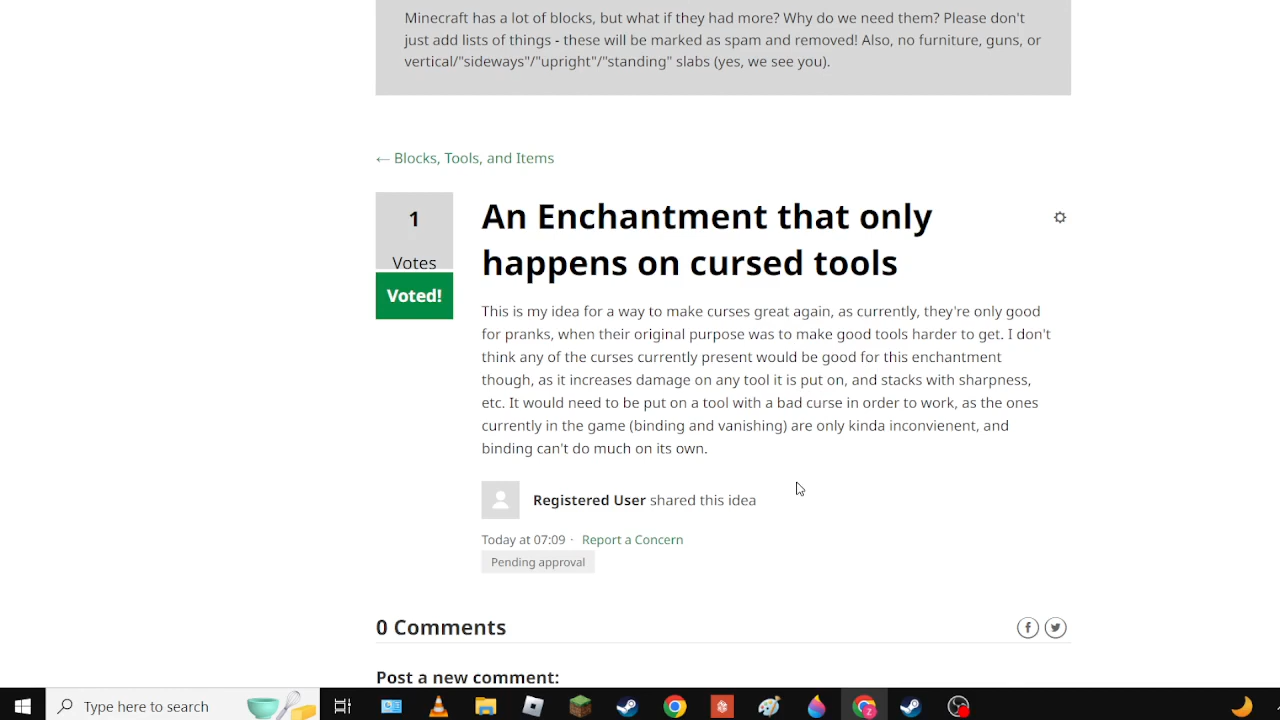 Minecraft has a lot of blocks, but what if they had more? Why do we need them? Please don't
just add lists of things - these will be marked as spam and removed! Also, no furniture, guns, or
vertical/"sideways"/"upright"/"standing" slabs (yes, we see you).
← Blocks, Tools, and Items
1
Votes
Voted!
An Enchantment that only
happens on cursed tools
This is my idea for a way to make curses great again, as currently, they're only good
for pranks, when their original purpose was to make good tools harder to get. I don't
think any of the curses currently present would be good for this enchantment
though, as it increases damage on any tool it is put on, and stacks with sharpness,
etc. It would need to be put on a tool with a bad curse in order to work, as the ones
currently in the game (binding and vanishing) are only kinda inconvienent, and
binding can't do much on its own.
Registered User shared this idea
Today at 07:09 · Report a Concern
Pending approval
0 Comments
Post a new comment:
Type here to search